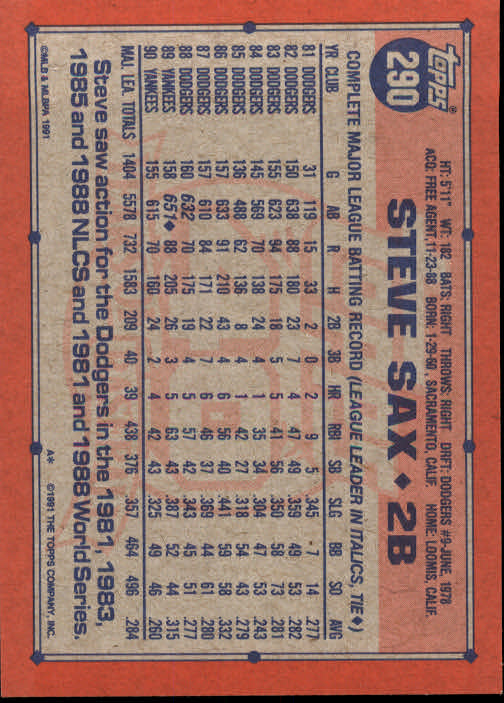 Topps®
290
HT: 5'11" WT: 182 BATS: RIGHT THROWS: RIGHT DRFT: DODGERS #9-JUNE, 1978
ACQ: FREE AGENT, 11-23-88 BORN: 1-29-60, SACRAMENTO, CALIF. HOME: LOOMIS, CALIF.
STEVE SAX ♦ 2B
COMPLETE MAJOR LEAGUE BATTING RECORD (LEAGUE LEADER IN ITALICS, TIE♦)
YR CLUB G AB R H 2B 3B HR RBI SB SLG BB SO AVG
81 DODGERS 31 119 15 33 2 0 2 9 5 .345 7 14 .277
82 DODGERS 150 638 88 180 23 7 4 47 49 .359 49 53 .282
83 DODGERS 155 623 94 175 18 5 5 41 56 .350 58 73 .281
84 DODGERS 145 569 70 138 24 4 1 35 34 .304 47 53 .243
85 DODGERS 136 488 62 136 8 4 1 42 27 .318 54 43 .279
86 DODGERS 157 633 91 210 43 4 6 56 40 .441 59 58 .332
87 DODGERS 157 610 84 171 22 7 6 46 37 .369 44 61 .280
88 DODGERS 160 632 70 175 19 4 5 57 42 .343 45 51 .277
89 YANKEES 158 651♦ 88 205 26 3 5 63 43 .387 52 44 .315
90 YANKEES 155 615 70 160 24 2 4 42 43 .325 49 46 .260
MAJ. LEA. TOTALS 1404 5578 732 1583 209 40 39 438 376 .357 464 496 .284
Steve saw action for the Dodgers in the 1981, 1983,
1985 and 1988 NLCS and 1981 and 1988 World Series.
©MLB & MLBPA 1991 A* ©1991 THE TOPPS COMPANY, INC.